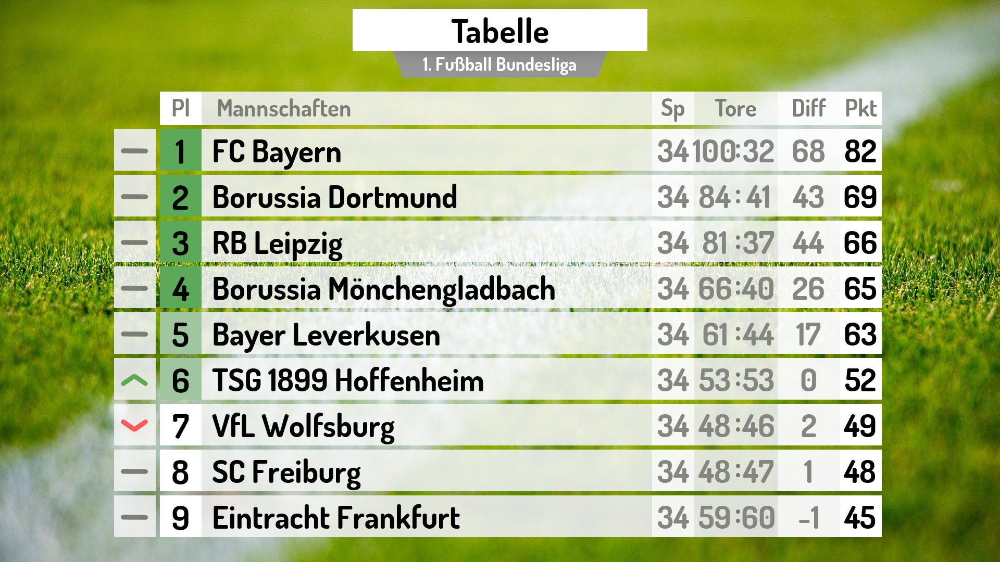 Tabelle
1. Fußball Bundesliga
Pl Mannschaften Sp Tore Diff Pkt
1 FC Bayern 34 100:32 68 82
2 Borussia Dortmund 34 84:41 43 69
3 RB Leipzig 34 81:37 44 66
4 Borussia Mönchengladbach 34 66:40 26 65
5 Bayer Leverkusen 34 61:44 17 63
6 TSG 1899 Hoffenheim 34 53:53 0 52
7 VfL Wolfsburg 34 48:46 2 49
8 SC Freiburg 34 48:47 1 48
9 Eintracht Frankfurt 34 59:60 -1 45